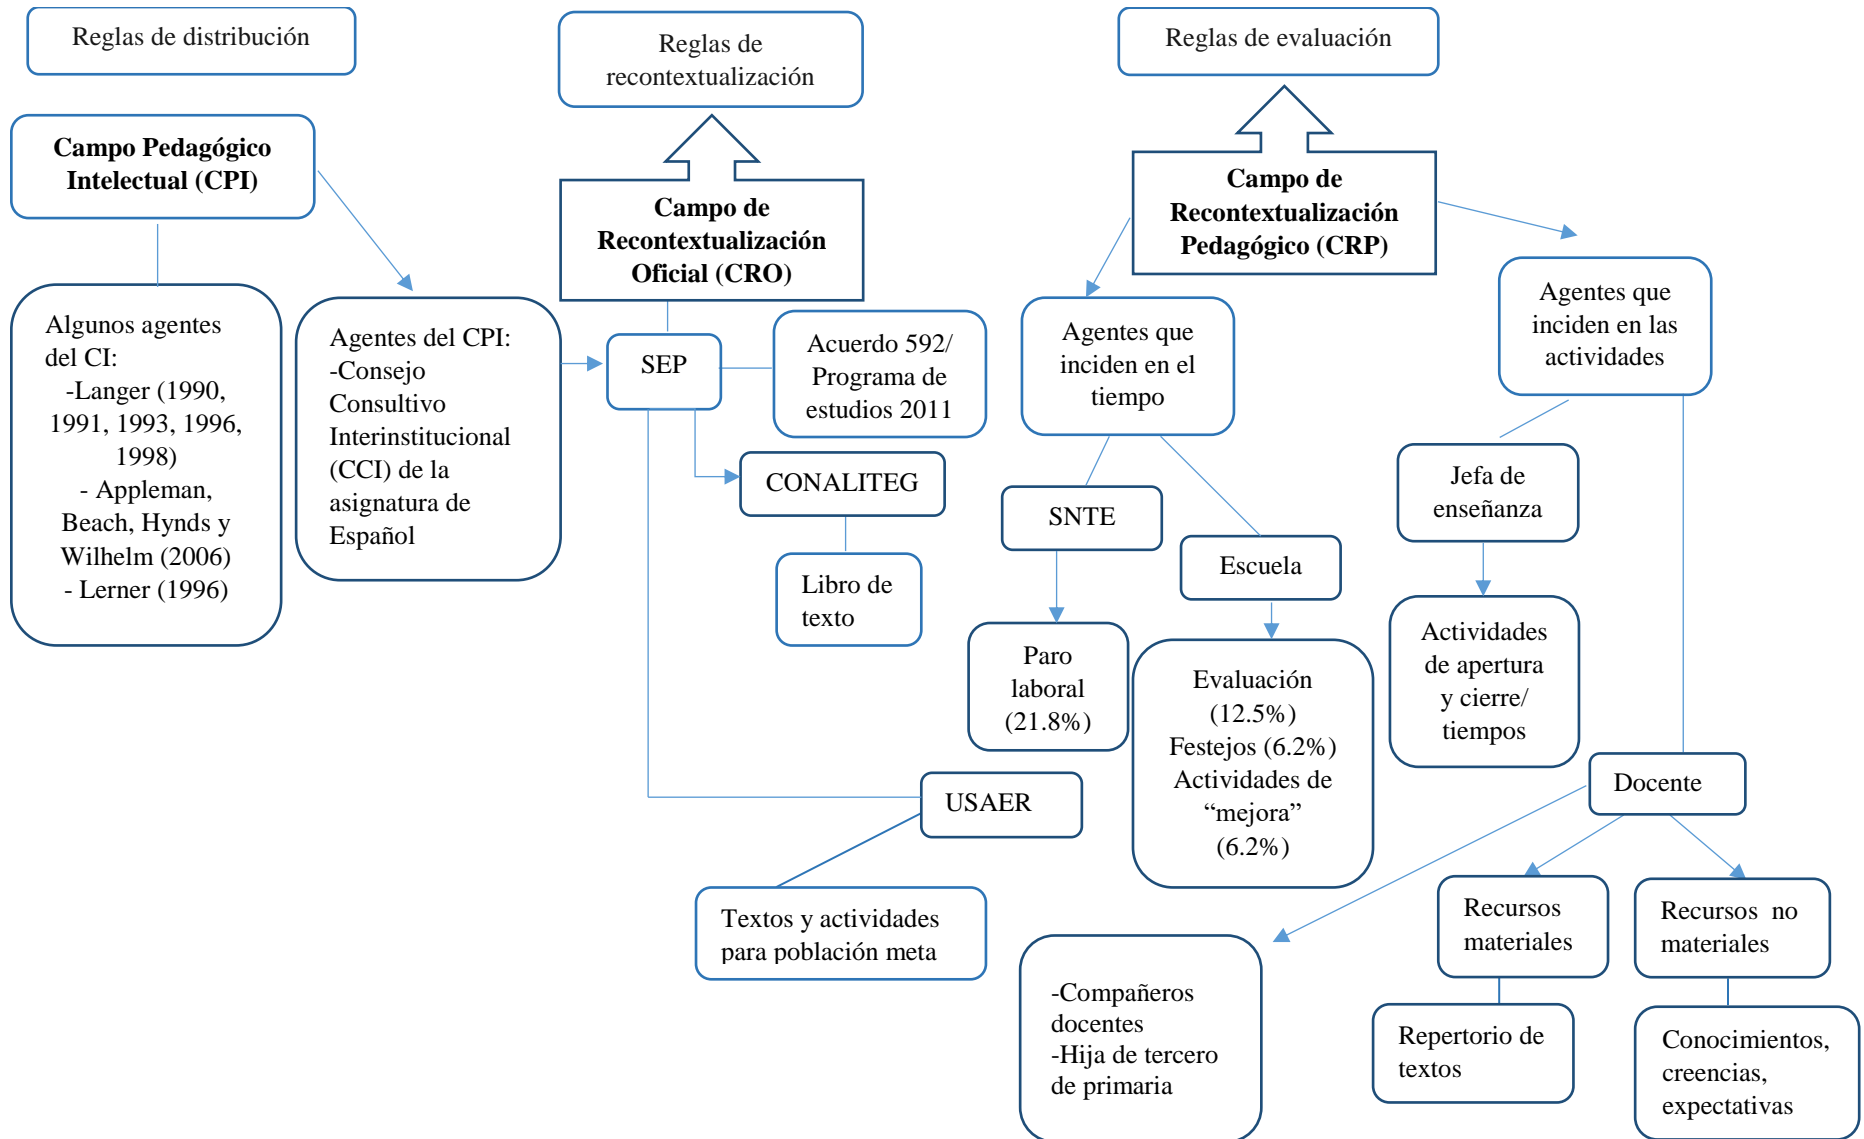 Reglas de distribución
Reglas de
recontextualización
Reglas de evaluación
Campo Pedagógico
Intelectual (CPI)
Campo de
Recontextualización
Oficial (CRO)
Campo de
Recontextualización
Pedagógico (CRP)
Algunos agentes
del CI:
-Langer (1990,
1991, 1993, 1996,
1998)
- Appleman,
Beach, Hynds y
Wilhelm (2006)
- Lerner (1996)
Agentes del CPI:
-Consejo
Consultivo
Interinstitucional
(CCI) de la
asignatura de
Español
SEP
Acuerdo 592/
Programa de
estudios 2011
CONALITEG
Libro de
texto
USAER
Textos y actividades
para población meta
Agentes que
inciden en el
tiempo
SNTE
Paro
laboral
(21.8%)
Escuela
Evaluación
(12.5%)
Festejos (6.2%)
Actividades de
“mejora”
(6.2%)
Agentes que
inciden en las
actividades
Jefa de
enseñanza
Actividades
de apertura
y cierre/
tiempos
Docente
-Compañeros
docentes
-Hija de tercero
de primaria
Recursos
materiales
Repertorio de
textos
Recursos no
materiales
Conocimientos,
creencias,
expectativas